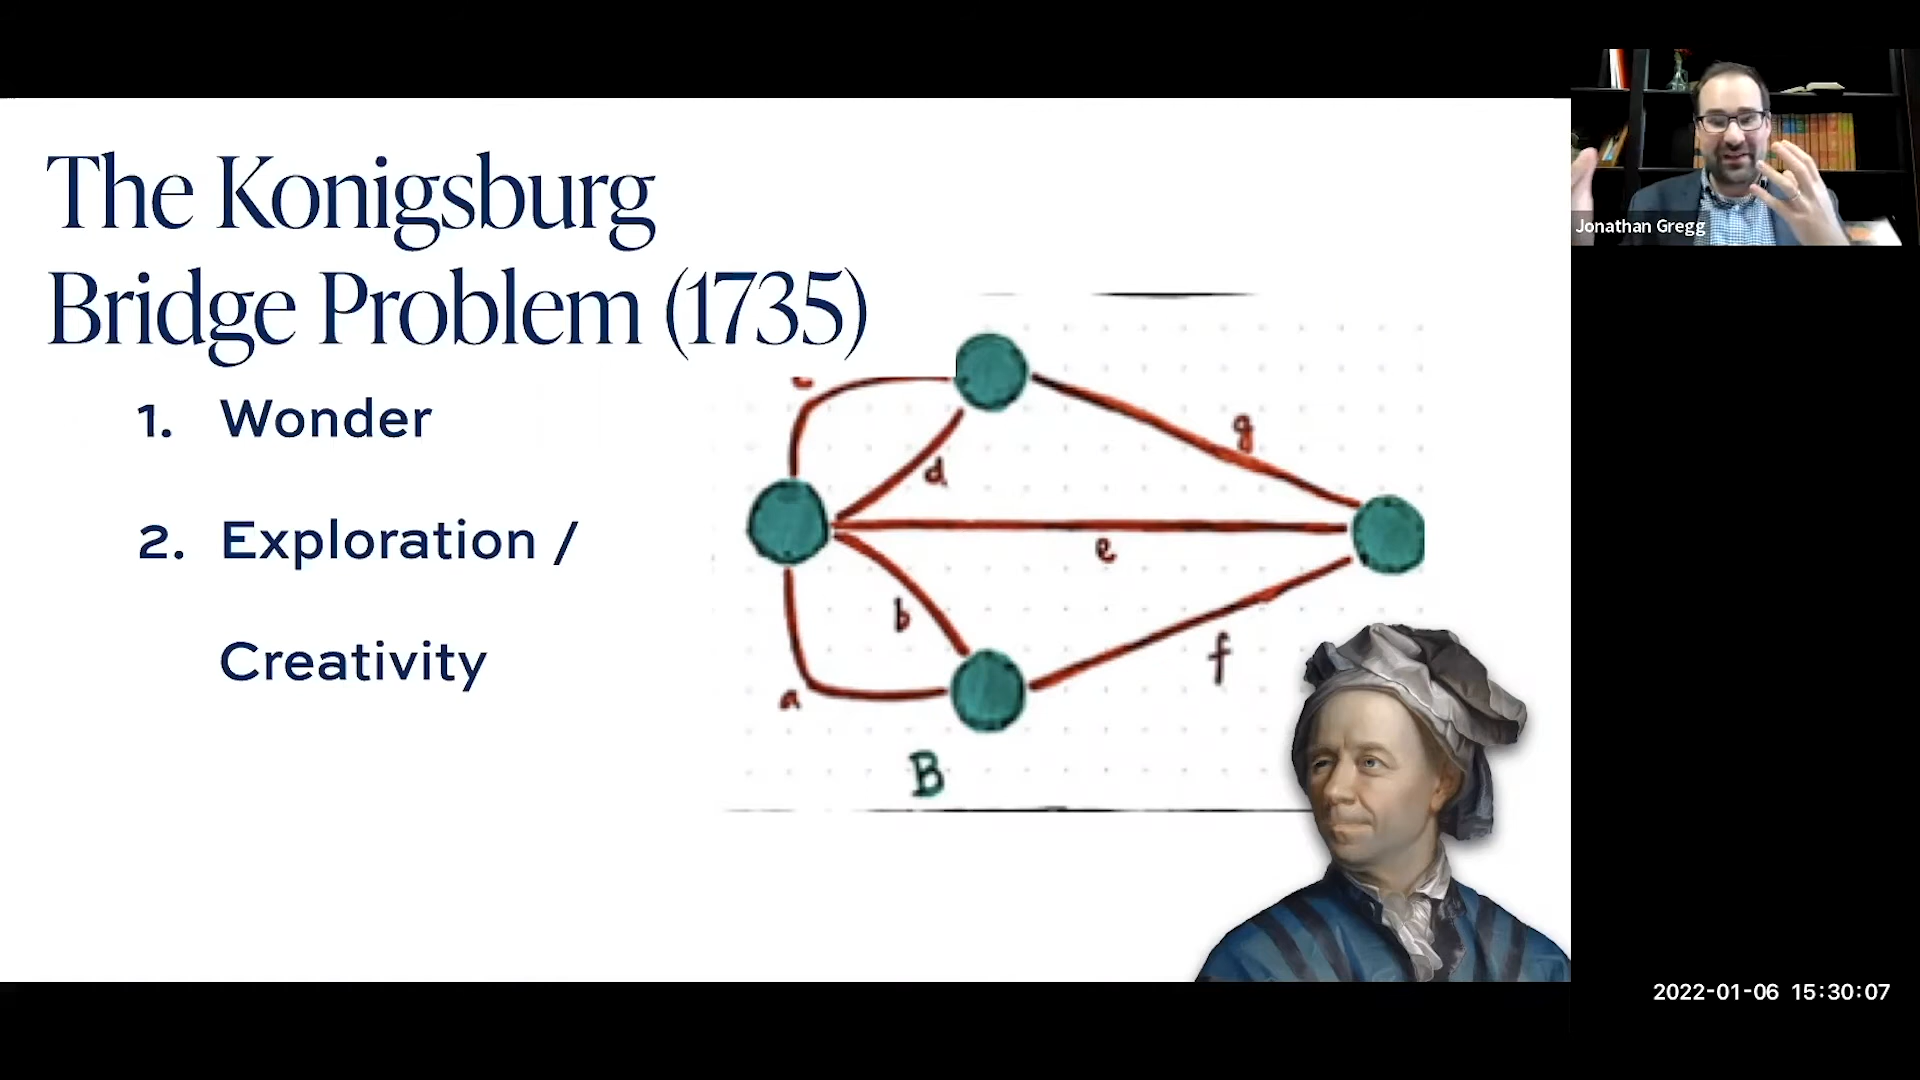 The Konigsburg
Bridge Problem (1735)
1. Wonder
2. Exploration /
Creativity
g
d
e
b
f
a
B
Jonathan Gregg
2022-01-06 15:30:07